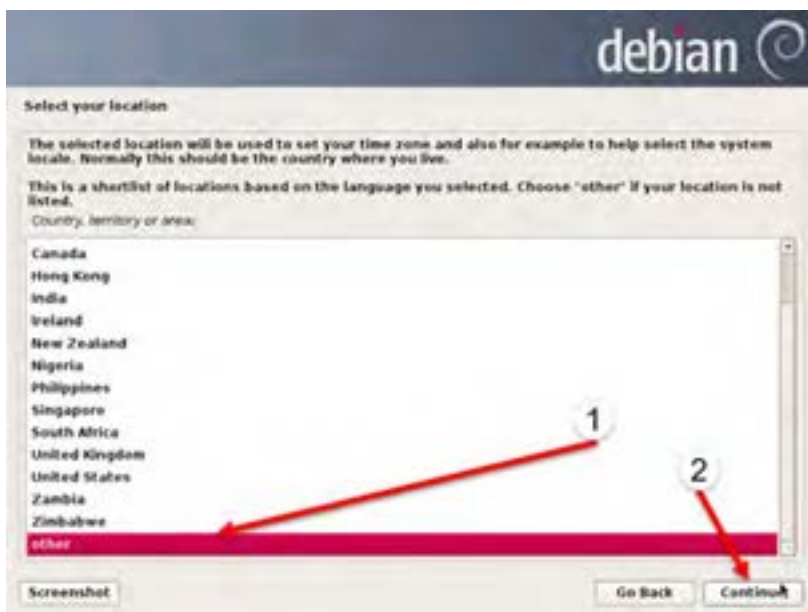 debian
Select your location
The selected location will be used to set your time zone and also for example to help select the system
locale. Normally this should be the country where you live.
This is a shortlist of locations based on the language you selected. Choose "other" if your location is not
listed.
Country, territory or area:
Canada
Hong Kong
India
Ireland
New Zealand
Nigeria
Philippines
Singapore
South Africa
United Kingdom
United States
Zambia
Zimbabwe
other
1
2
Screenshot
Go Back
Continue